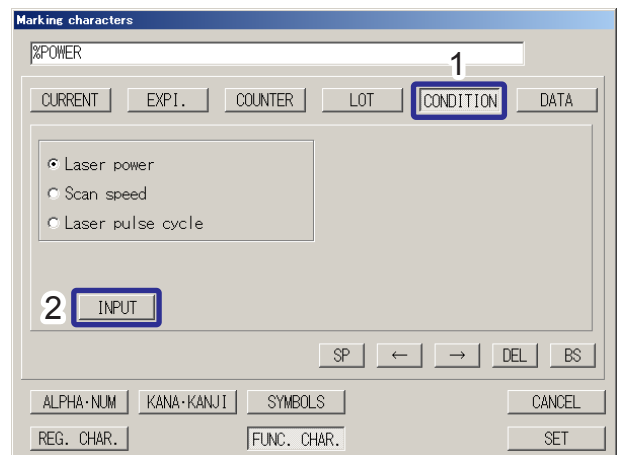 Marking characters
%POWER
1
CURRENT EXPI. COUNTER LOT CONDITION DATA
Laser power
Scan speed
Laser pulse cycle
2 INPUT
SP ← → DEL BS
ALPHA・NUM KANA・KANJI SYMBOLS CANCEL
REG. CHAR. FUNC. CHAR. SET